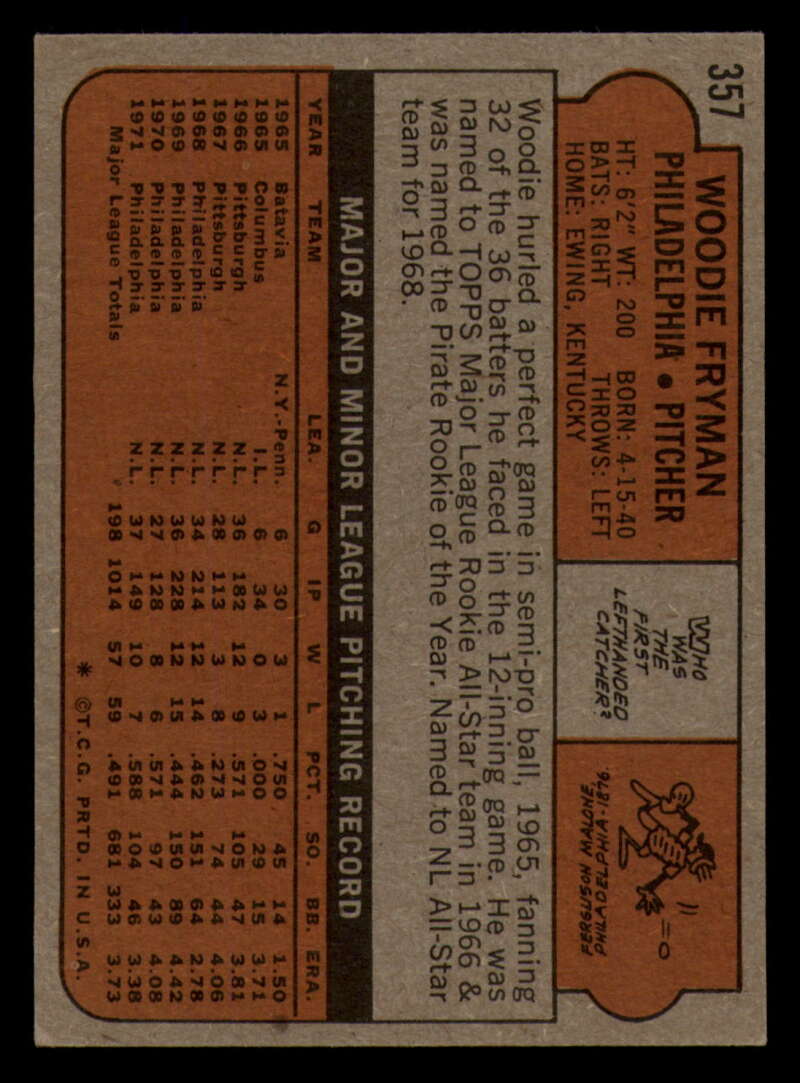 357
WOODIE FRYMAN
PHILADELPHIA • PITCHER
HT: 6'2" WT: 200 BORN: 4-15-40
BATS: RIGHT THROWS: LEFT
HOME: EWING, KENTUCKY
WHO
WAS
THE
FIRST
LEFTHANDED
CATCHER?
FERGUSON MALONE
PHILADELPHIA-1876.
Woodie hurled a perfect game in semi-pro ball, 1965, fanning
32 of the 36 batters he faced in the 12-inning game. He was
named to TOPPS Major League Rookie All-Star team in 1966 &
was named the Pirate Rookie of the Year. Named to NL All-Star
team for 1968.
MAJOR AND MINOR LEAGUE PITCHING RECORD
YEAR TEAM LEA. G IP W L PCT. SO. BB. ERA.
1965 Batavia N.Y.-Penn. 6 30 3 1 .750 45 14 1.50
1965 Columbus I.L. 6 34 0 3 .000 29 15 3.71
1966 Pittsburgh N.L. 36 182 12 9 .571 105 47 3.81
1967 Pittsburgh N.L. 28 113 3 8 .273 74 44 4.06
1968 Philadelphia N.L. 34 214 12 14 .462 151 64 2.78
1969 Philadelphia N.L. 36 228 12 15 .444 150 89 4.42
1970 Philadelphia N.L. 27 128 8 6 .571 97 43 4.08
1971 Philadelphia N.L. 37 149 10 7 .588 104 46 3.38
Major League Totals 198 1014 57 59 .491 681 333 3.73
* ©T.C.G. PRTD. IN U.S.A.